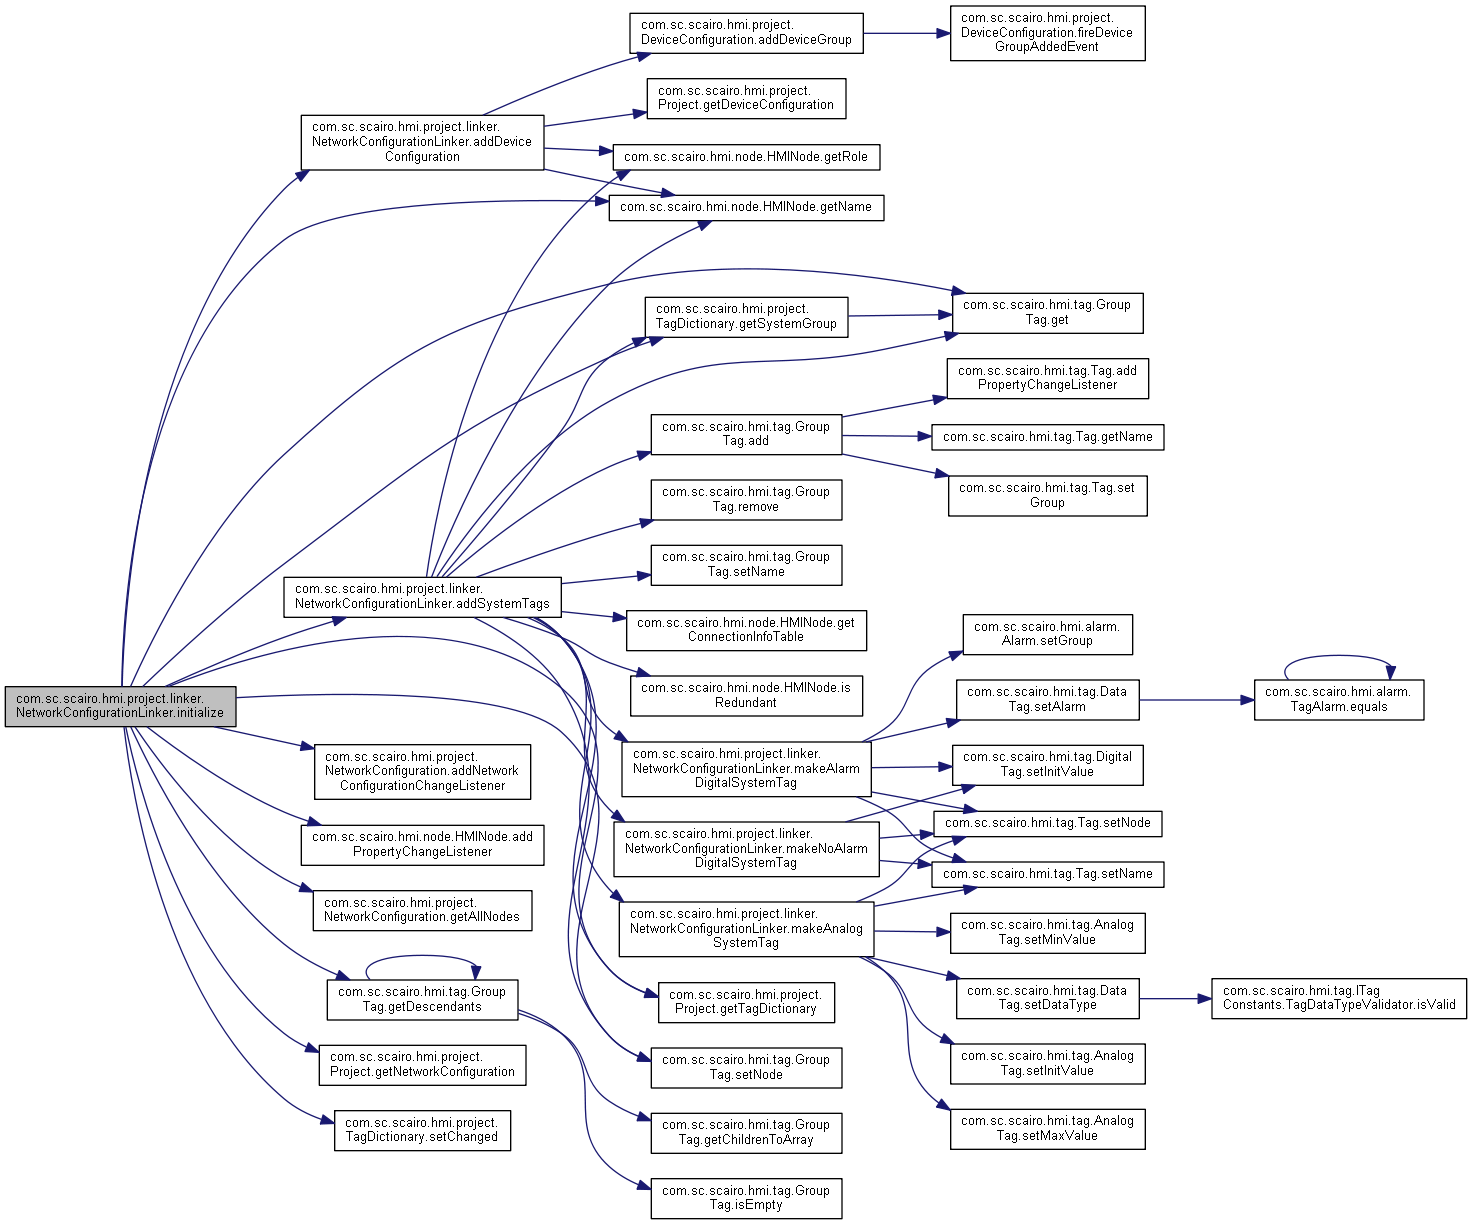 com.sc.scairo.hmi.project.linker.
NetworkConfigurationLinker.initialize
com.sc.scairo.hmi.project.linker.
NetworkConfigurationLinker.addDevice
Configuration
com.sc.scairo.hmi.project.linker.
NetworkConfigurationLinker.addSystemTags
com.sc.scairo.hmi.project.
NetworkConfiguration.addNetwork
ConfigurationChangeListener
com.sc.scairo.hmi.node.HMINode.add
PropertyChangeListener
com.sc.scairo.hmi.project.
NetworkConfiguration.getAllNodes
com.sc.scairo.hmi.tag.Group
Tag.getDescendants
com.sc.scairo.hmi.project.
Project.getNetworkConfiguration
com.sc.scairo.hmi.project.
TagDictionary.setChanged
com.sc.scairo.hmi.project.
DeviceConfiguration.addDeviceGroup
com.sc.scairo.hmi.project.
Project.getDeviceConfiguration
com.sc.scairo.hmi.node.HMINode.getRole
com.sc.scairo.hmi.node.HMINode.getName
com.sc.scairo.hmi.project.
TagDictionary.getSystemGroup
com.sc.scairo.hmi.tag.Group
Tag.add
com.sc.scairo.hmi.tag.Group
Tag.remove
com.sc.scairo.hmi.tag.Group
Tag.setName
com.sc.scairo.hmi.node.HMINode.get
ConnectionInfoTable
com.sc.scairo.hmi.node.HMINode.is
Redundant
com.sc.scairo.hmi.project.linker.
NetworkConfigurationLinker.makeAlarm
DigitalSystemTag
com.sc.scairo.hmi.project.linker.
NetworkConfigurationLinker.makeNoAlarm
DigitalSystemTag
com.sc.scairo.hmi.project.linker.
NetworkConfigurationLinker.makeAnalog
SystemTag
com.sc.scairo.hmi.project.
Project.getTagDictionary
com.sc.scairo.hmi.tag.Group
Tag.setNode
com.sc.scairo.hmi.tag.Group
Tag.getChildrenToArray
com.sc.scairo.hmi.tag.Group
Tag.isEmpty
com.sc.scairo.hmi.project.
DeviceConfiguration.fireDevice
GroupAddedEvent
com.sc.scairo.hmi.tag.Group
Tag.get
com.sc.scairo.hmi.tag.Tag.add
PropertyChangeListener
com.sc.scairo.hmi.tag.Tag.getName
com.sc.scairo.hmi.tag.Tag.set
Group
com.sc.scairo.hmi.alarm.
Alarm.setGroup
com.sc.scairo.hmi.tag.Data
Tag.setAlarm
com.sc.scairo.hmi.tag.Digital
Tag.setInitValue
com.sc.scairo.hmi.tag.Tag.setNode
com.sc.scairo.hmi.tag.Tag.setName
com.sc.scairo.hmi.tag.Analog
Tag.setMinValue
com.sc.scairo.hmi.tag.Data
Tag.setDataType
com.sc.scairo.hmi.tag.Analog
Tag.setInitValue
com.sc.scairo.hmi.tag.Analog
Tag.setMaxValue
com.sc.scairo.hmi.alarm.
TagAlarm.equals
com.sc.scairo.hmi.tag.ITag
Constants.TagDataTypeValidator.isValid